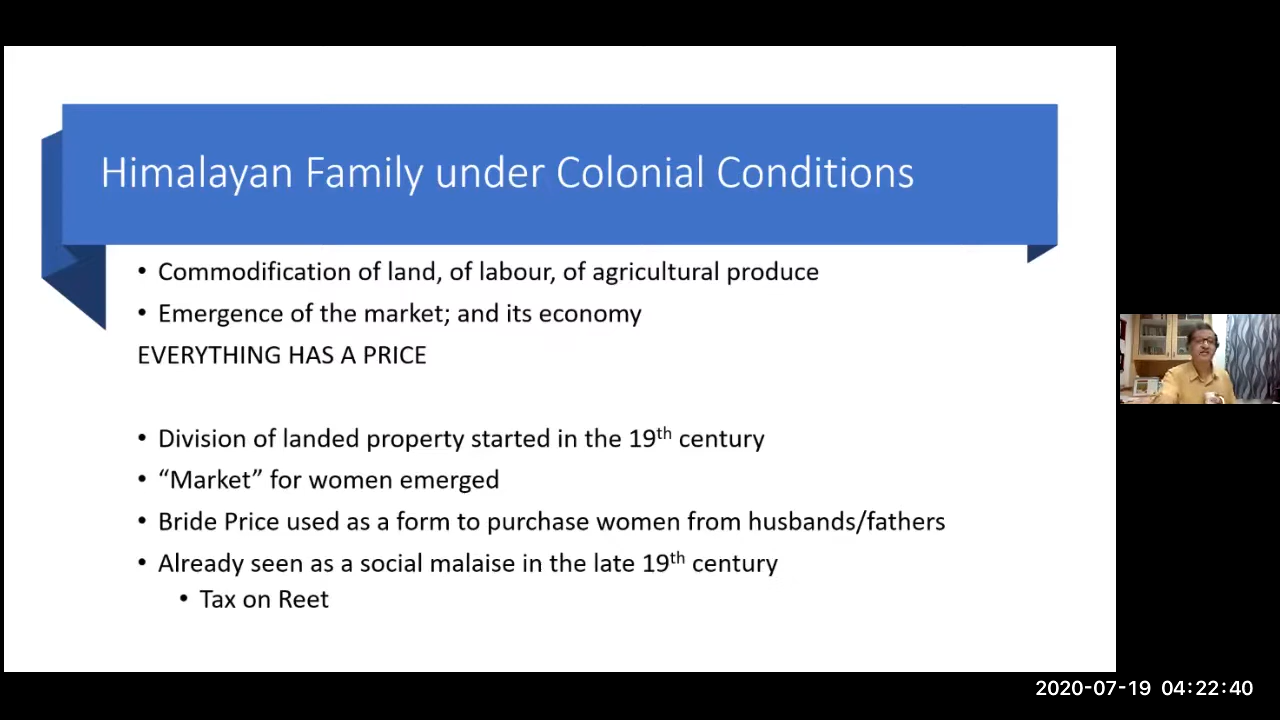 Himalayan Family under Colonial Conditions
• Commodification of land, of labour, of agricultural produce
• Emergence of the market; and its economy
EVERYTHING HAS A PRICE
• Division of landed property started in the 19th century
• “Market” for women emerged
• Bride Price used as a form to purchase women from husbands/fathers
• Already seen as a social malaise in the late 19th century
• Tax on Reet
2020-07-19 04:22:40